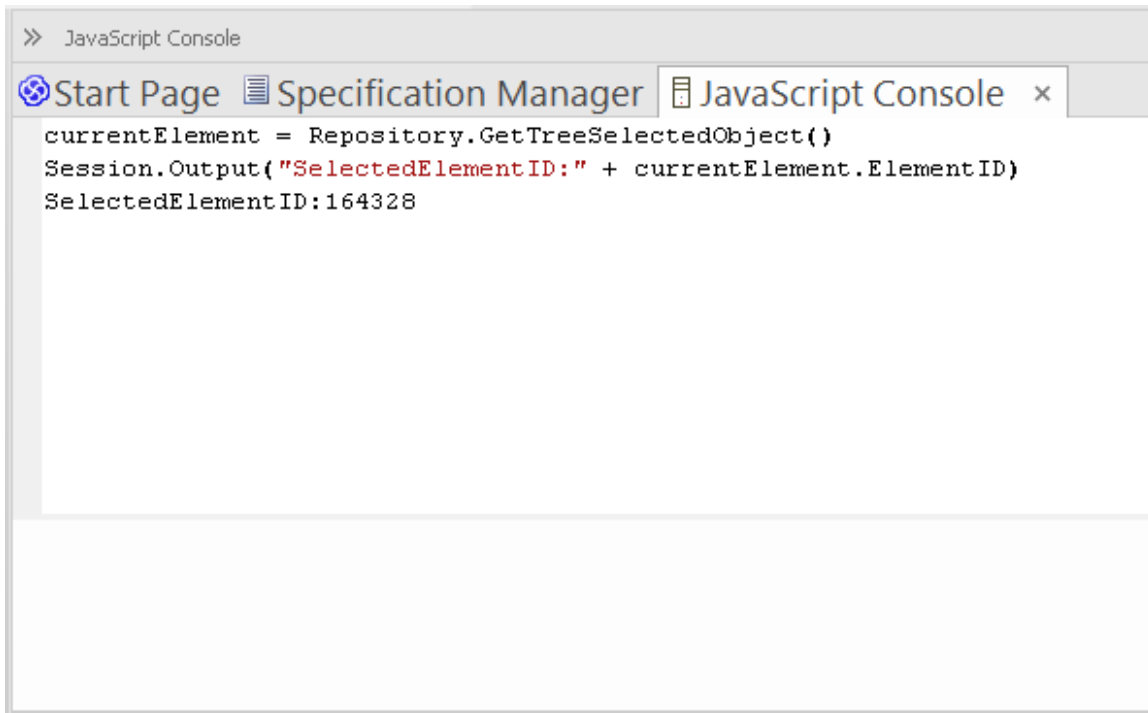 JavaScript Console
Start Page Specification Manager JavaScript Console
currentElement = Repository.GetTreeSelectedObject()
Session.Output("SelectedElementID:" + currentElement.ElementID)
SelectedElementID:164328